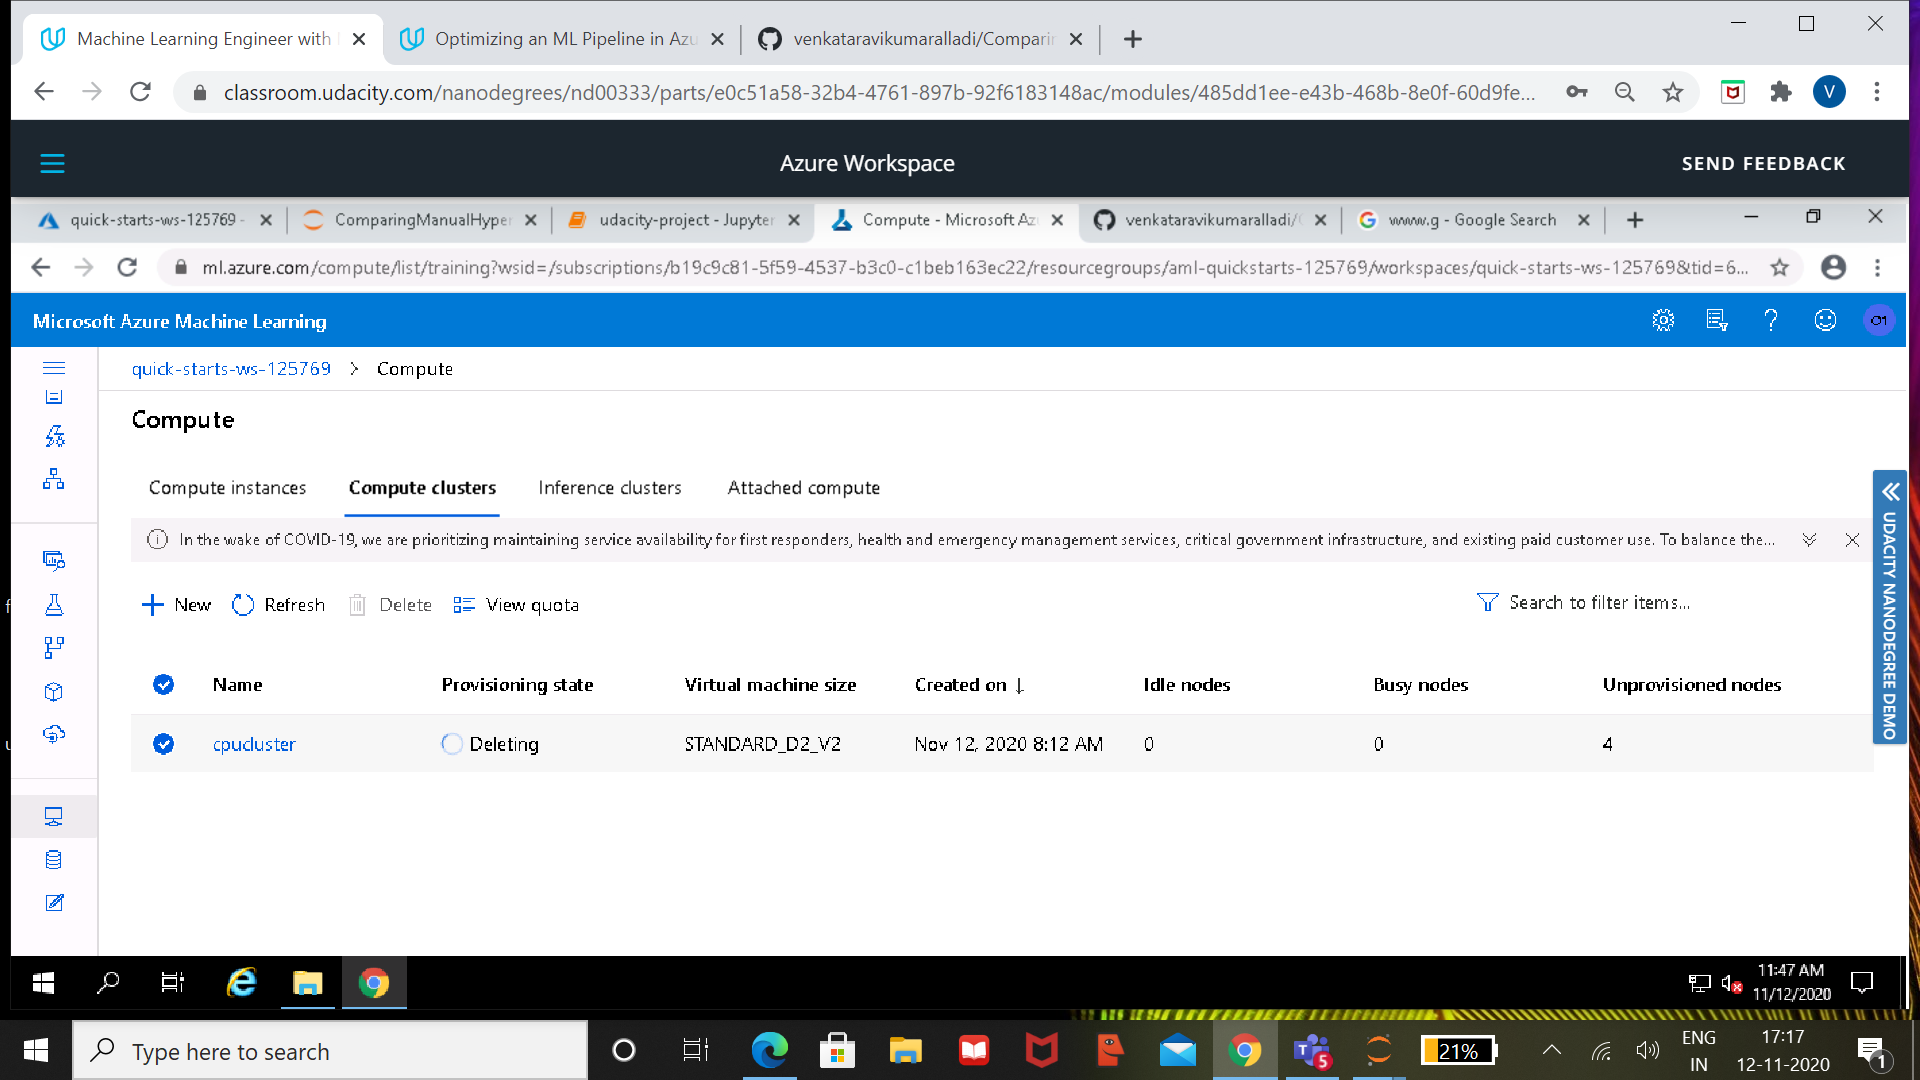 Machine Learning Engineer with
Optimizing an ML Pipeline in Azu
venkataravikumaralladi/Comparin
classroom.udacity.com/nanodegrees/nd00333/parts/e0c51a58-32b4-4761-897b-92f6183148ac/modules/485dd1ee-e43b-468b-8e0f-60d9fe...
V
Azure Workspace
SEND FEEDBACK
quick-starts-ws-125769 -
ComparingManualHyper
udacity-project - Jupyter
Compute - Microsoft Az
venkataravikumaralladi/
www.g - Google Search
ml.azure.com/compute/list/training?wsid=/subscriptions/b19c9c81-5f59-4537-b3c0-c1beb163ec22/resourcegroups/aml-quickstarts-125769/workspaces/quick-starts-ws-125769&tid=6...
Microsoft Azure Machine Learning
O1
quick-starts-ws-125769 > Compute
Compute
Compute instances
Compute clusters
Inference clusters
Attached compute
In the wake of COVID-19, we are prioritizing maintaining service availability for first responders, health and emergency management services, critical government infrastructure, and existing paid customer use. To balance the...
New
Refresh
Delete
View quota
Search to filter items...
UDACITY NANODEGREE DEMO
Name
Provisioning state
Virtual machine size
Created on ↓
Idle nodes
Busy nodes
Unprovisioned nodes
cpucluster
Deleting
STANDARD_D2_V2
Nov 12, 2020 8:12 AM
0
0
4
11:47 AM
11/12/2020
Type here to search
5
21%
ENG
IN
17:17
12-11-2020
1